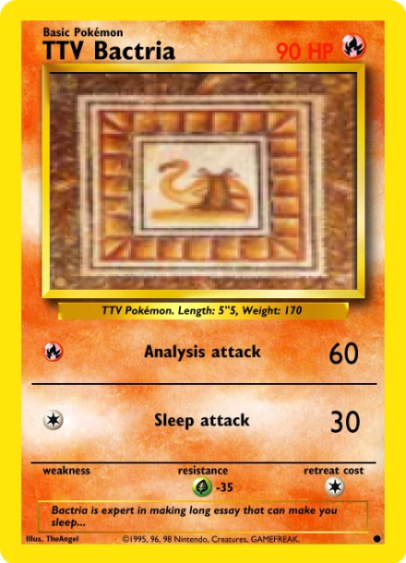 Basic Pokémon
TTV Bactria
90 HP
TTV Pokémon. Length: 5"5, Weight: 170
Analysis attack 60
Sleep attack 30
weakness resistance retreat cost
-35
Bactria is expert in making long essay that can make you
sleep...
Illus. TheAngel ©1995, 96, 98 Nintendo, Creatures, GAMEFREAK.